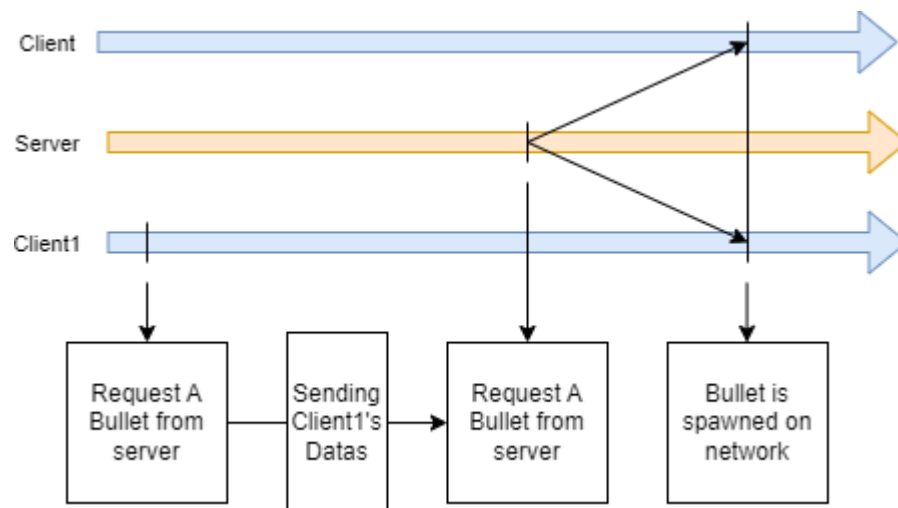 Client
Server
Client1
Request A
Bullet from
server
Sending
Client1's
Datas
Request A
Bullet from
server
Bullet is
spawned on
network